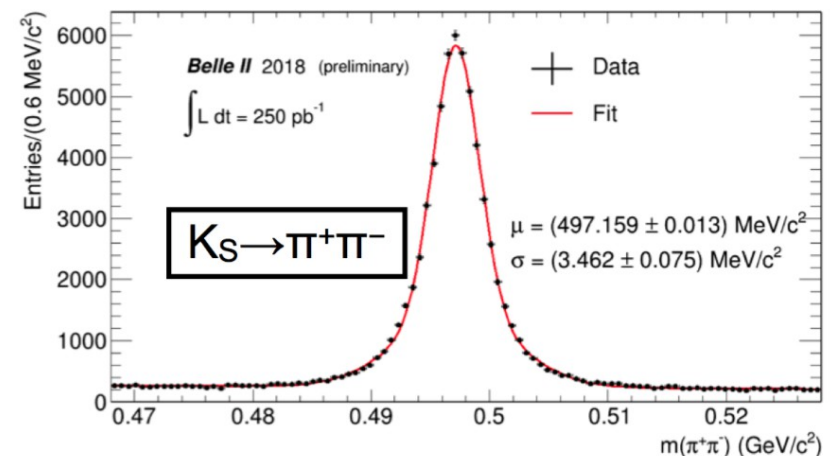 Entries/(0.6 MeV/c²)
6000
5000
4000
3000
2000
1000
0
Belle II 2018 (preliminary)
∫L dt = 250 pb⁻¹
Data
Fit
K_S→π⁺π⁻
μ = (497.159 ± 0.013) MeV/c²
σ = (3.462 ± 0.075) MeV/c²
0.47 0.48 0.49 0.5 0.51 0.52
m(π⁺π⁻) (GeV/c²)